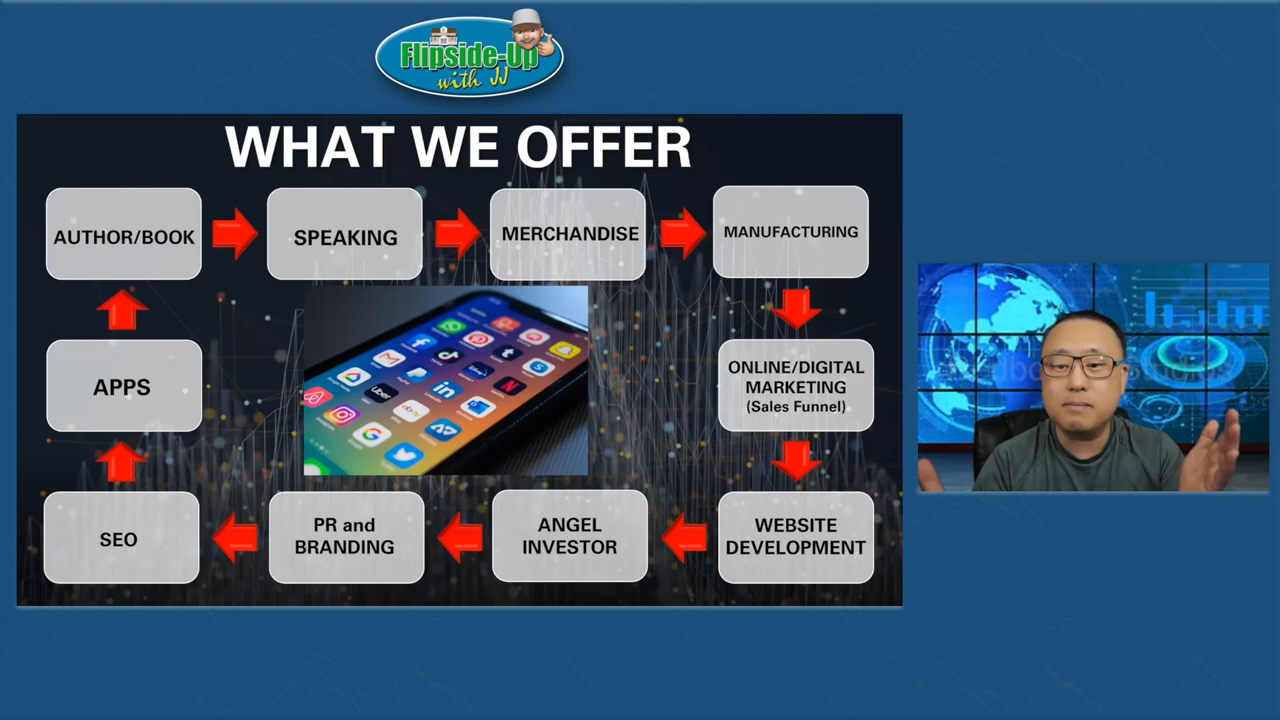 Flipside-Up
with JJ
WHAT WE OFFER
AUTHOR/BOOK
SPEAKING
MERCHANDISE
MANUFACTURING
APPS
ONLINE/DIGITAL
MARKETING
(Sales Funnel)
SEO
PR and
BRANDING
ANGEL
INVESTOR
WEBSITE
DEVELOPMENT
Uber